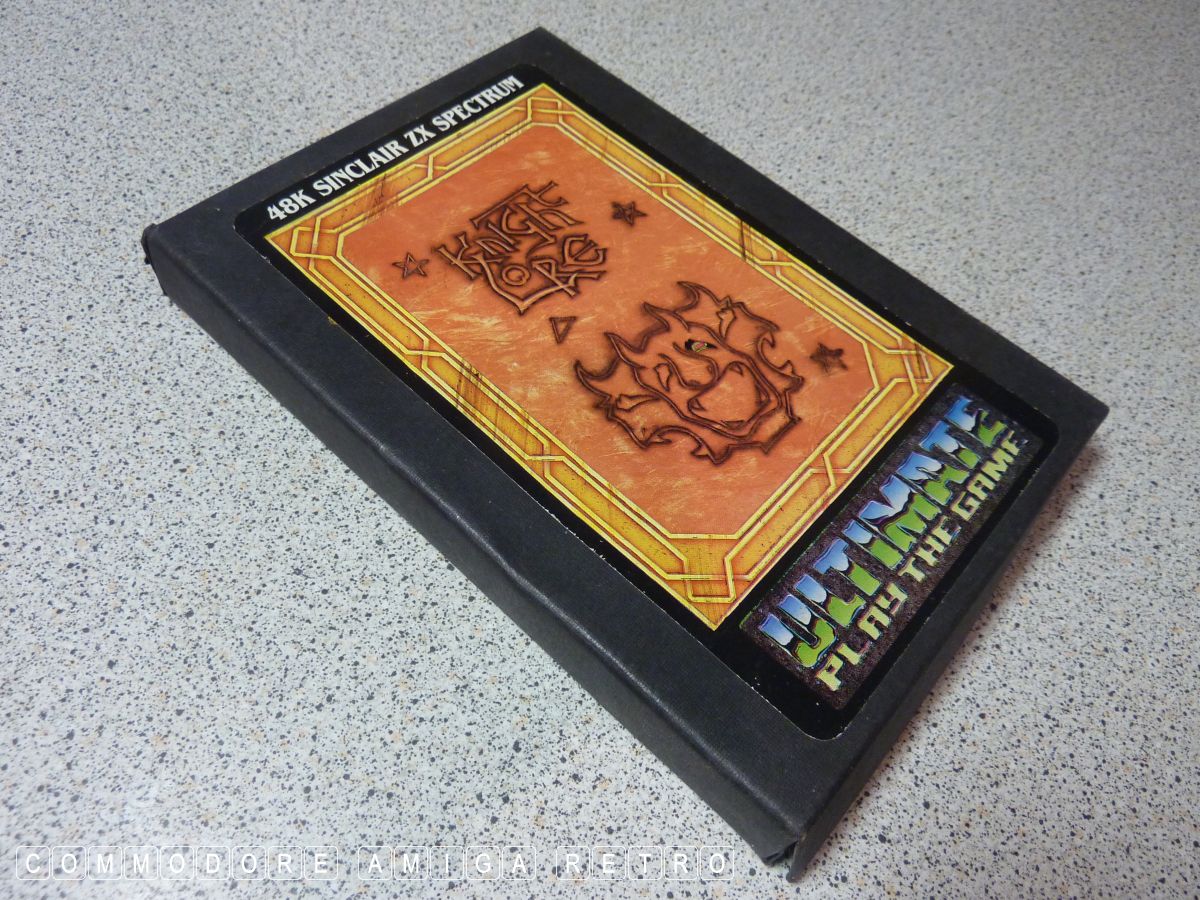 48K SINCLAIR ZX SPECTRUM
KNIGHT
LORE
ULTIMATE
PLAY THE GAME
COMMODORE AMIGA RETRO